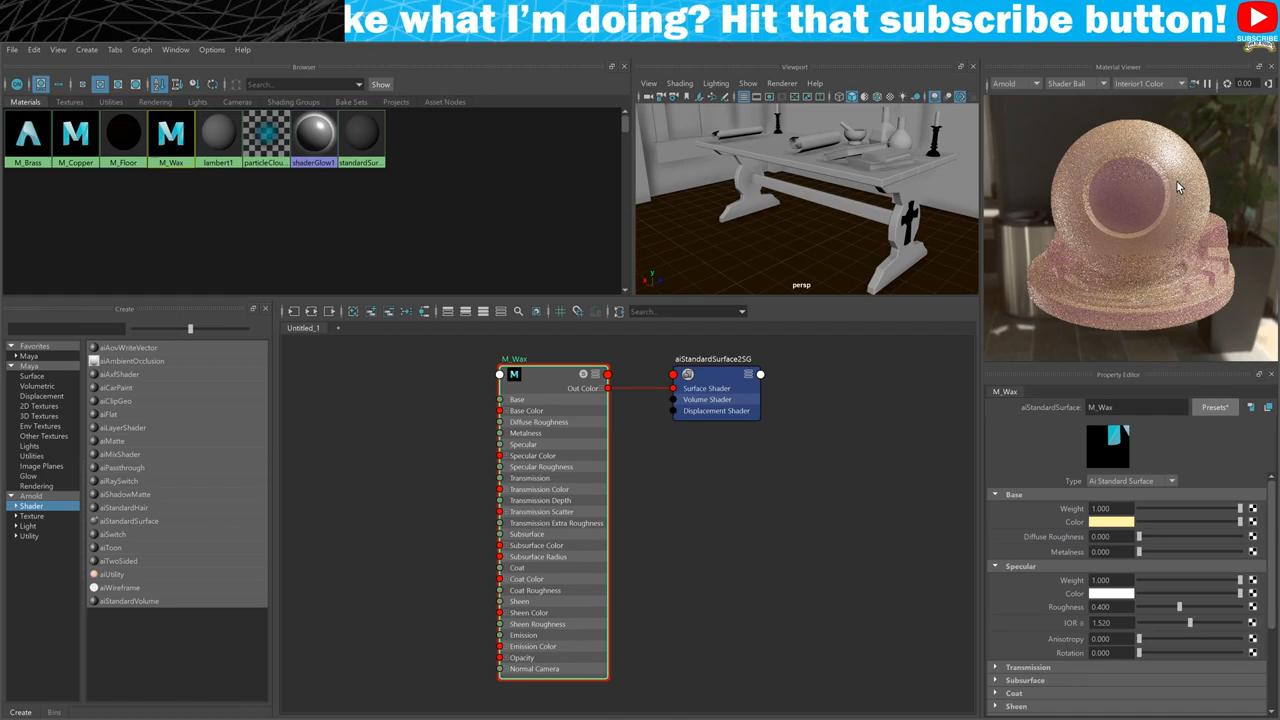 ke what I'm doing? Hit that subscribe button!
SUBSCRIBE
File Edit View Create Tabs Graph Window Options Help
Browser
Search...
Show
Materials Textures Utilities Rendering Lights Cameras Shading Groups Bake Sets Projects Asset Nodes
M_Brass M_Copper M_Floor M_Wax lambert1 particleClou... shaderGlow1 standardSur...
Viewport
View Shading Lighting Show Renderer Panels
persp
Material Viewer
Arnold Shader Ball Interior1 Color 0.00
Create
Favorites
Maya
Maya
Surface
Volumetric
Displacement
2D Textures
3D Textures
Env Textures
Other Textures
Lights
Utilities
Image Planes
Glow
Rendering
Arnold
Shader
Texture
Light
Utility
aiAovWriteVector
aiAmbientOcclusion
aiAxfShader
aiCarPaint
aiClipGeo
aiFlat
aiLayerShader
aiMatte
aiMixShader
aiPassthrough
aiRaySwitch
aiShadowMatte
aiStandardHair
aiStandardSurface
aiSwitch
aiToon
aiTwoSided
aiUtility
aiWireframe
aiStandardVolume
Create Bins
Search...
Untitled_1 +
M_Wax
M
Out Color
Base
Base Color
Diffuse Roughness
Metalness
Specular
Specular Color
Specular Roughness
Transmission
Transmission Color
Transmission Depth
Transmission Scatter
Transmission Extra Roughness
Subsurface
Subsurface Color
Subsurface Radius
Coat
Coat Color
Coat Roughness
Sheen
Sheen Color
Sheen Roughness
Emission
Emission Color
Opacity
Normal Camera
aiStandardSurface2SG
Surface Shader
Volume Shader
Displacement Shader
Property Editor
M_Wax
aiStandardSurface: M_Wax Presets*
Type Ai Standard Surface
Base
Weight 1.000
Color
Diffuse Roughness 0.000
Metalness 0.000
Specular
Weight 1.000
Color
Roughness 0.400
IOR 1.520
Anisotropy 0.000
Rotation 0.000
Transmission
Subsurface
Coat
Sheen